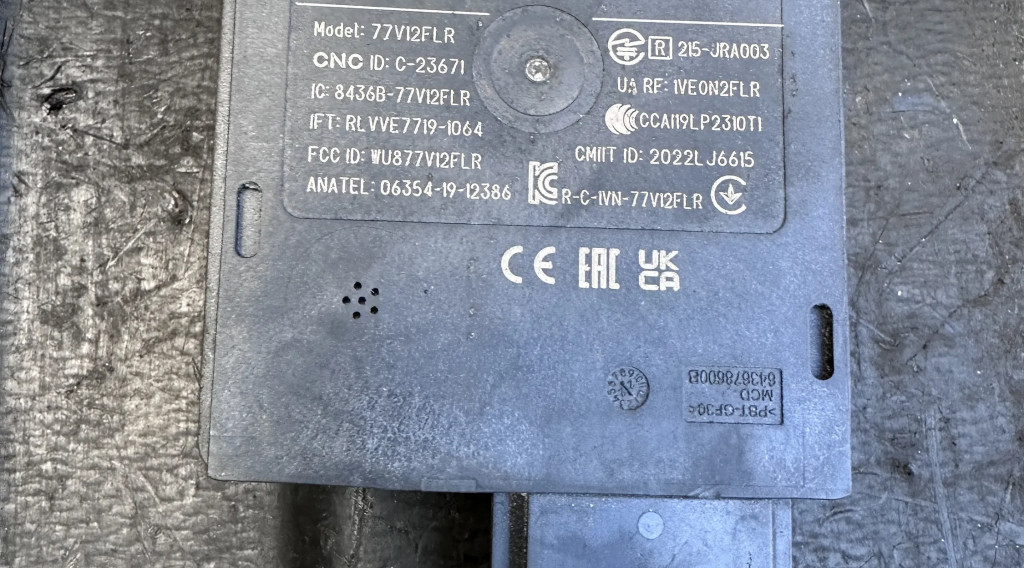 Model: 77V12FLR
CNC ID: C-23671
IC: 8436B-77V12FLR
IFT: RLVVE7719-1064
FCC ID: WU877V12FLR
ANATEL: 06354-19-12386
R 215-JRA003
UA RF: 1VEON2FLR
CCAI19LP2310T1
CMIIT ID: 2022LJ6615
R-C-IVN-77V12FLR
CE EAC UK
CA
>PBT-GF30<
MCD
643678600B